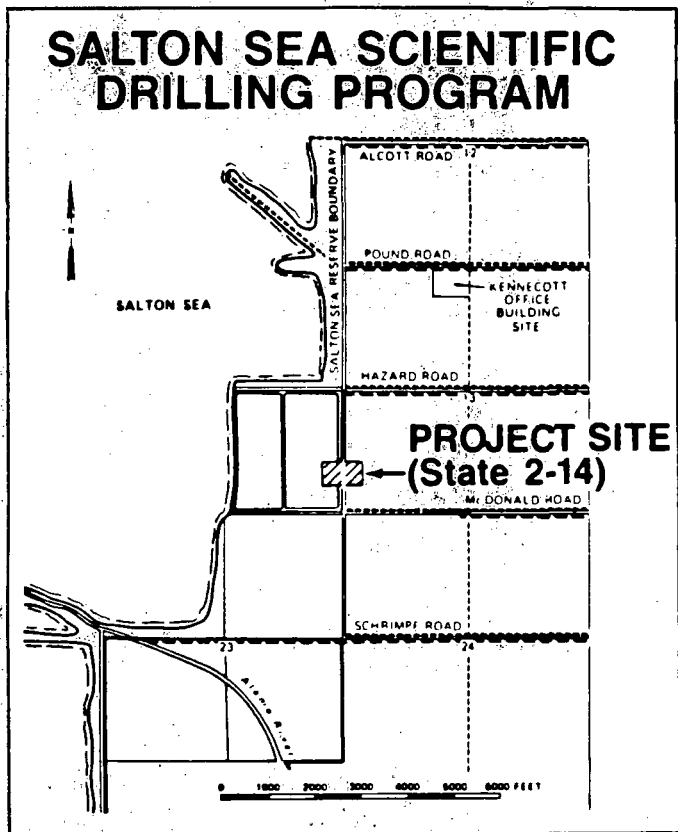 SALTON SEA SCIENTIFIC
DRILLING PROGRAM
ALCOTT ROAD
12
SALTON SEA RESERVE BOUNDARY
POUND ROAD
SALTON SEA
KENNECOTT
OFFICE
BUILDING
SITE
HAZARD ROAD
13
PROJECT SITE
(State 2-14)
McDONALD ROAD
SCHRIMPF ROAD
23
24
Alamo River
0 1000 2000 3000 4000 5000 6000 FEET